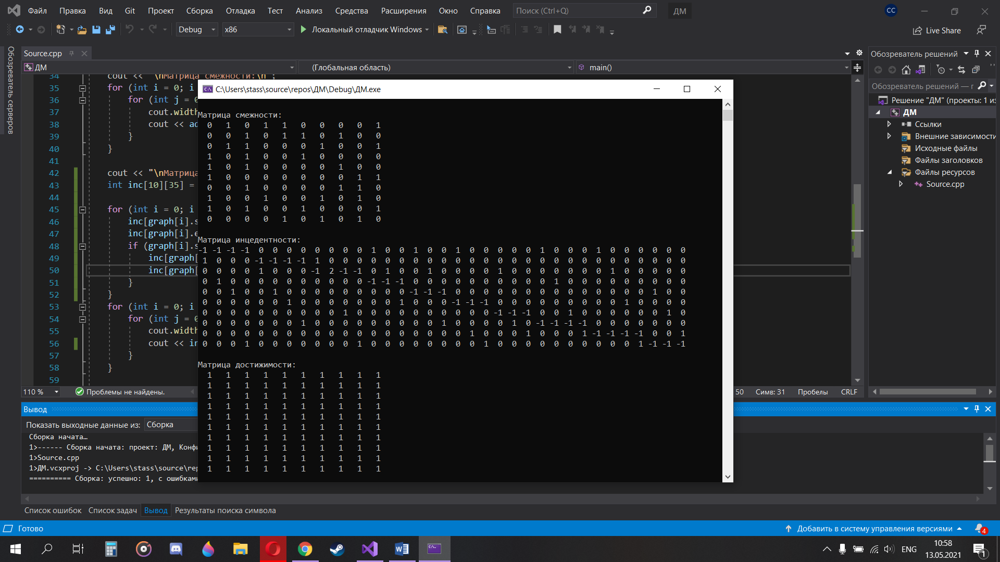 Файл Правка Вид Git Проект Сборка Отладка Тест Анализ Средства Расширения Окно Справка Поиск (Ctrl+Q) ДМ CC
Debug x86 Локальный отладчик Windows Live Share
Обозреватель серверов
Source.cpp
ДМ (Глобальная область) main()
34 cout << "\nМатрица смежности:\n";
35 for (int i = 0; i
36 for (int j = 0
37 cout.width
38 cout << ad
39 }
40 }
41
42 cout << "\nМатрица
43 int inc[10][35] =
44
45 for (int i = 0; i
46 inc[graph[i].s
47 inc[graph[i].e
48 if (graph[i].s
49 inc[graph[
50 inc[graph[
51 }
52 }
53 for (int i = 0; i
54 for (int j = 0
55 cout.width
56 cout << in
57 }
58 }
59
C:\Users\stass\source\repos\ДМ\Debug\ДМ.exe
Матрица смежности:
0 1 0 1 1 0 0 0 0 1
0 0 1 0 1 1 0 1 0 0
0 1 1 0 0 0 1 0 0 1
1 0 1 0 0 1 0 0 0 0
1 0 1 0 0 0 0 1 0 0
1 0 0 0 0 0 0 0 1 1
0 0 1 0 0 0 0 1 1 0
1 0 0 1 0 0 1 0 1 0
1 0 1 0 0 1 0 0 0 1
0 0 0 0 1 0 1 0 1 0
Матрица инцедентности:
-1 -1 -1 -1 0 0 0 0 0 0 0 0 1 0 0 1 0 0 1 0 0 0 0 0 1 0 0 0 1 0 0 0 0 0 0
1 0 0 0 -1 -1 -1 -1 1 0 0 0 0 0 0 0 0 0 0 0 0 0 0 0 0 0 0 0 0 0 0 0 0 0 0
0 0 0 0 1 0 0 0 -1 2 -1 -1 0 1 0 0 1 0 0 0 0 1 0 0 0 0 0 0 0 1 0 0 0 0 0
0 1 0 0 0 0 0 0 0 0 0 0 -1 -1 -1 0 0 0 0 0 0 0 0 0 0 1 0 0 0 0 0 0 0 0 0
0 0 1 0 0 1 0 0 0 0 0 0 0 0 0 -1 -1 -1 0 0 0 0 0 0 0 0 0 0 0 0 0 0 1 0 0
0 0 0 0 0 0 1 0 0 0 0 0 0 0 1 0 0 0 -1 -1 -1 0 0 0 0 0 0 0 0 0 1 0 0 0 0
0 0 0 0 0 0 0 0 0 0 1 0 0 0 0 0 0 0 0 0 0 -1 -1 -1 0 0 1 0 0 0 0 0 0 1 0
0 0 0 0 0 0 0 1 0 0 0 0 0 0 0 0 0 1 0 0 0 0 1 0 -1 -1 -1 -1 0 0 0 0 0 0 0
0 0 0 0 0 0 0 0 0 0 0 0 0 0 0 0 0 0 0 1 0 0 0 1 0 0 0 1 -1 -1 -1 -1 0 0 1
0 0 0 1 0 0 0 0 0 0 0 1 0 0 0 0 0 0 0 0 1 0 0 0 0 0 0 0 0 0 0 1 -1 -1 -1
Матрица достижимости:
1 1 1 1 1 1 1 1 1 1
1 1 1 1 1 1 1 1 1 1
1 1 1 1 1 1 1 1 1 1
1 1 1 1 1 1 1 1 1 1
1 1 1 1 1 1 1 1 1 1
1 1 1 1 1 1 1 1 1 1
1 1 1 1 1 1 1 1 1 1
1 1 1 1 1 1 1 1 1 1
1 1 1 1 1 1 1 1 1 1
1 1 1 1 1 1 1 1 1 1
Обозреватель решений
Обозреватель решений — г
Решение "ДМ" (проекты: 1 из
ДМ
Ссылки
Внешние зависимости
Исходные файлы
Файлы заголовков
Файлы ресурсов
Source.cpp
110 % Проблемы не найдены. 50 Симв: 31 Пробелы CRLF
Вывод
Показать выходные данные из: Сборка
Сборка начата…
1>------ Сборка начата: проект: ДМ, Конфи
1>Source.cpp
1>ДМ.vcxproj -> C:\Users\stass\source\rep
========== Сборка: успешно: 1, с ошибками
Список ошибок Список задач Вывод Результаты поиска символа
Готово Добавить в систему управления версиями 4
ENG 10:58
13.05.2021 1